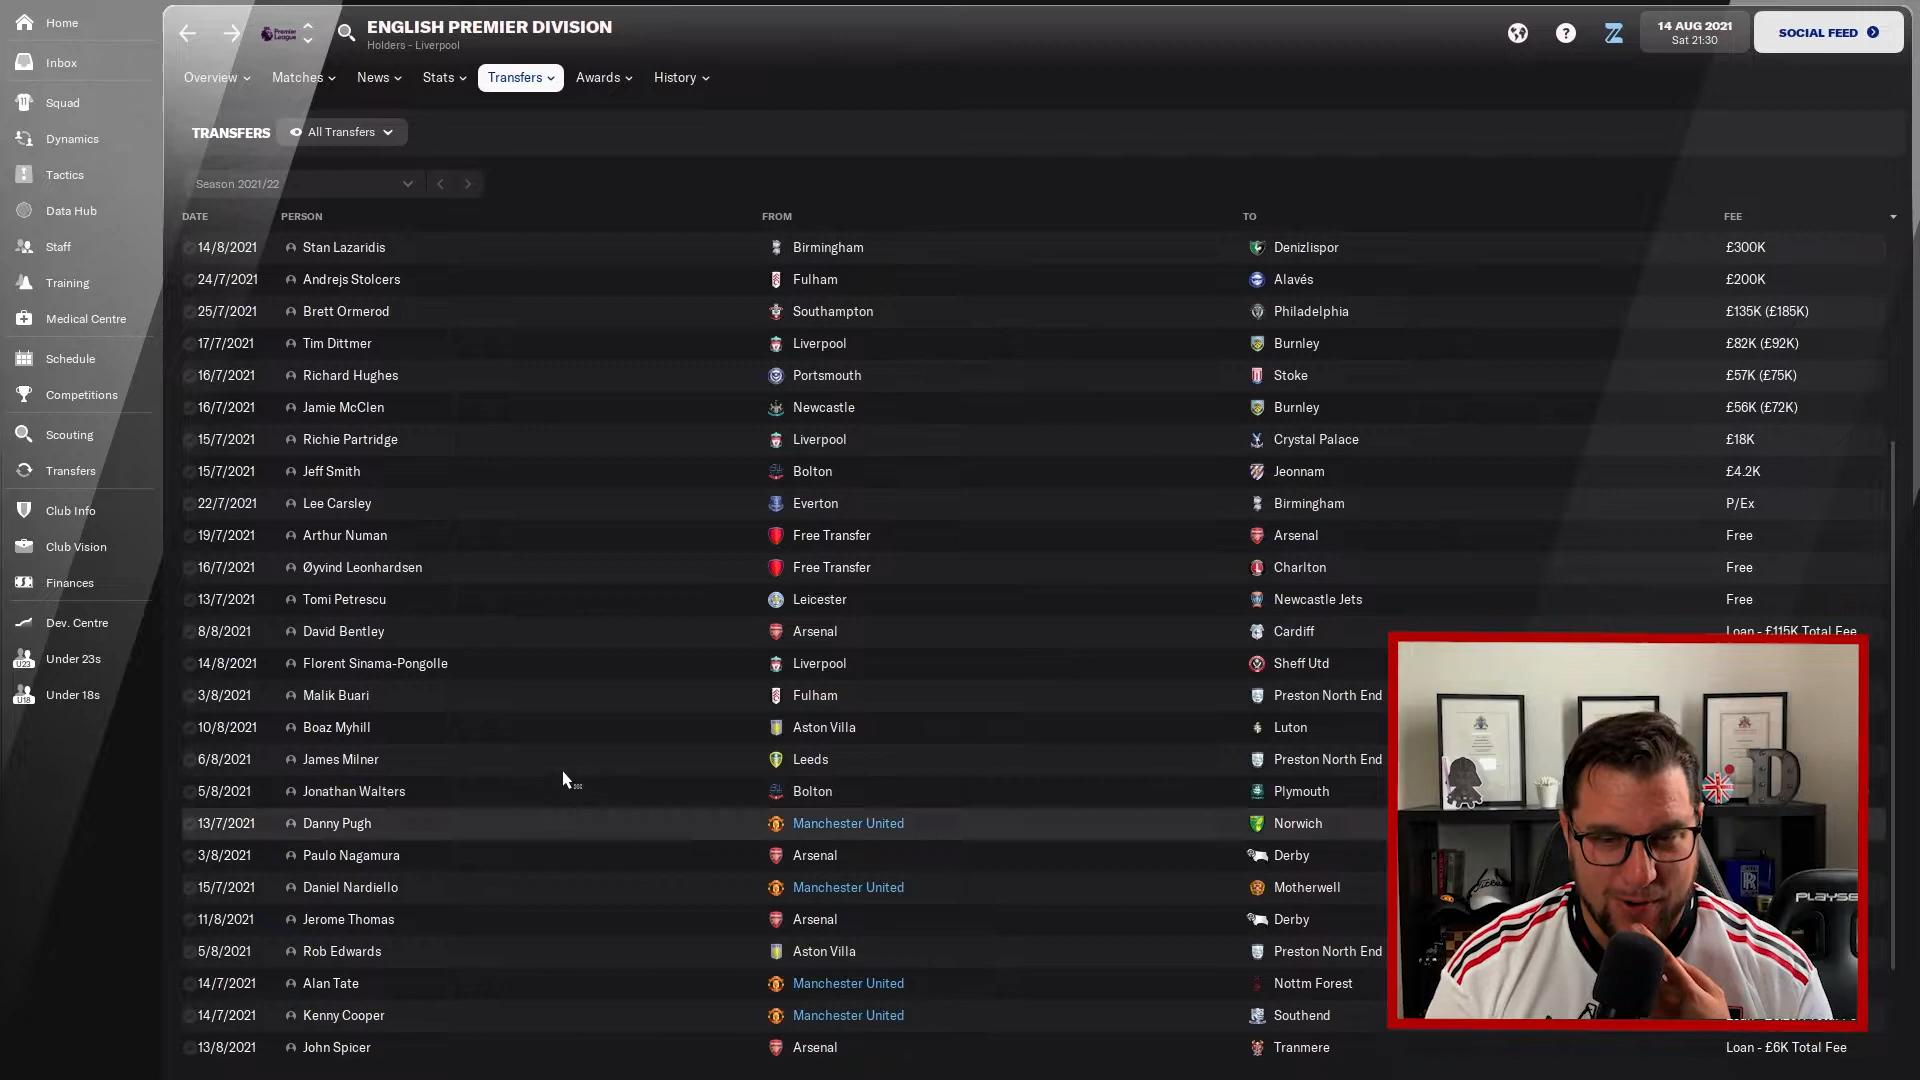 Home
Inbox
Squad
Dynamics
Tactics
Data Hub
Staff
Training
Medical Centre
Schedule
Competitions
Scouting
Transfers
Club Info
Club Vision
Finances
Dev. Centre
Under 23s
Under 18s
Premier League
ENGLISH PREMIER DIVISION
Holders - Liverpool
14 AUG 2021
Sat 21:30
SOCIAL FEED
Overview Matches News Stats Transfers Awards History
TRANSFERS All Transfers
Season 2021/22
DATE PERSON FROM TO FEE
14/8/2021 Stan Lazaridis Birmingham Denizlispor £300K
24/7/2021 Andrejs Stolcers Fulham Alavés £200K
25/7/2021 Brett Ormerod Southampton Philadelphia £135K (£185K)
17/7/2021 Tim Dittmer Liverpool Burnley £82K (£92K)
16/7/2021 Richard Hughes Portsmouth Stoke £57K (£75K)
16/7/2021 Jamie McClen Newcastle Burnley £56K (£72K)
15/7/2021 Richie Partridge Liverpool Crystal Palace £18K
15/7/2021 Jeff Smith Bolton Jeonnam £4.2K
22/7/2021 Lee Carsley Everton Birmingham P/Ex
19/7/2021 Arthur Numan Free Transfer Arsenal Free
16/7/2021 Øyvind Leonhardsen Free Transfer Charlton Free
13/7/2021 Tomi Petrescu Leicester Newcastle Jets Free
8/8/2021 David Bentley Arsenal Cardiff Loan - £115K Total Fee
14/8/2021 Florent Sinama-Pongolle Liverpool Sheff Utd
3/8/2021 Malik Buari Fulham Preston North End
10/8/2021 Boaz Myhill Aston Villa Luton
6/8/2021 James Milner Leeds Preston North End
5/8/2021 Jonathan Walters Bolton Plymouth
13/7/2021 Danny Pugh Manchester United Norwich
3/8/2021 Paulo Nagamura Arsenal Derby
15/7/2021 Daniel Nardiello Manchester United Motherwell
11/8/2021 Jerome Thomas Arsenal Derby
5/8/2021 Rob Edwards Aston Villa Preston North End
14/7/2021 Alan Tate Manchester United Nottm Forest
14/7/2021 Kenny Cooper Manchester United Southend
13/8/2021 John Spicer Arsenal Tranmere Loan - £6K Total Fee
U23
U18
PLAYSE